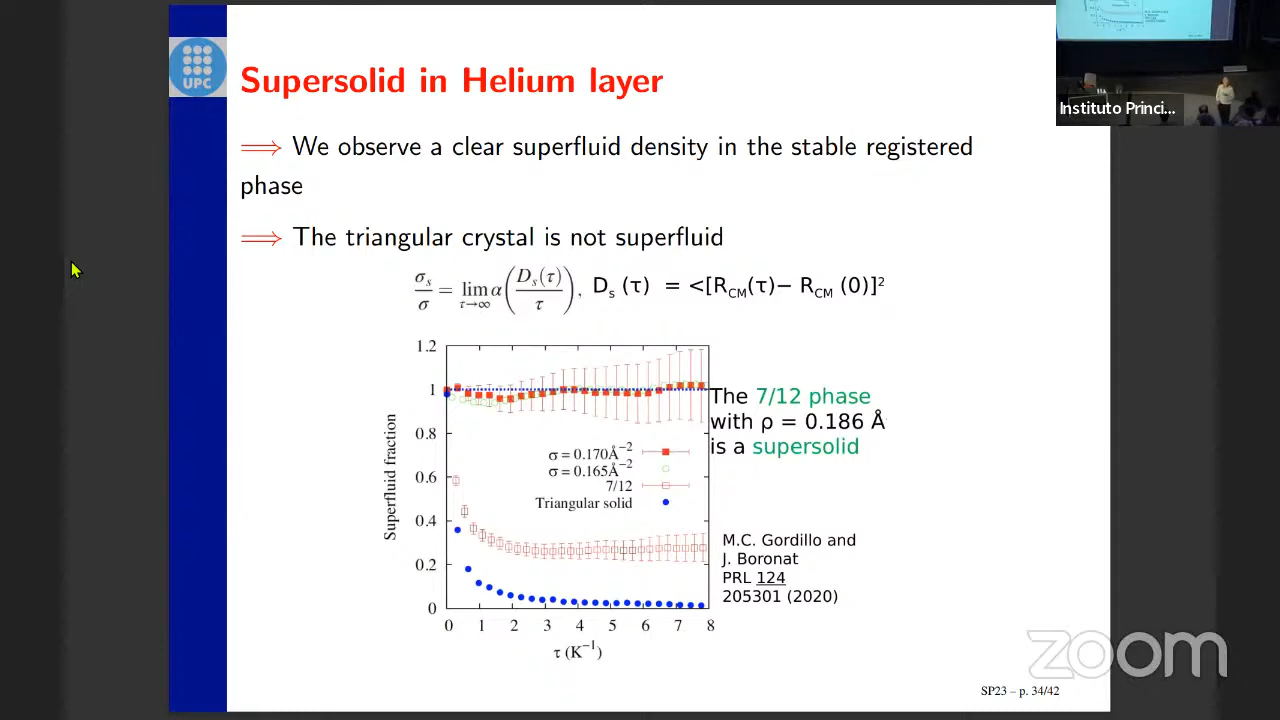 UPC
Supersolid in Helium layer
Instituto Princi...
⟹ We observe a clear superfluid density in the stable registered
phase
⟹ The triangular crystal is not superfluid
σₛ/σ = lim τ→∞ α(Dₛ(τ)/τ), Dₛ (τ) = <[R_CM(τ)− R_CM (0)]²
1.2
1
0.8
0.6
0.4
0.2
0
Superfluid fraction
σ = 0.170Å⁻²
σ = 0.165Å⁻²
7/12
Triangular solid
0 1 2 3 4 5 6 7 8
τ (K⁻¹)
The 7/12 phase
with ρ = 0.186 Å
is a supersolid
M.C. Gordillo and
J. Boronat
PRL 124
205301 (2020)
zoom
SP23 – p. 34/42